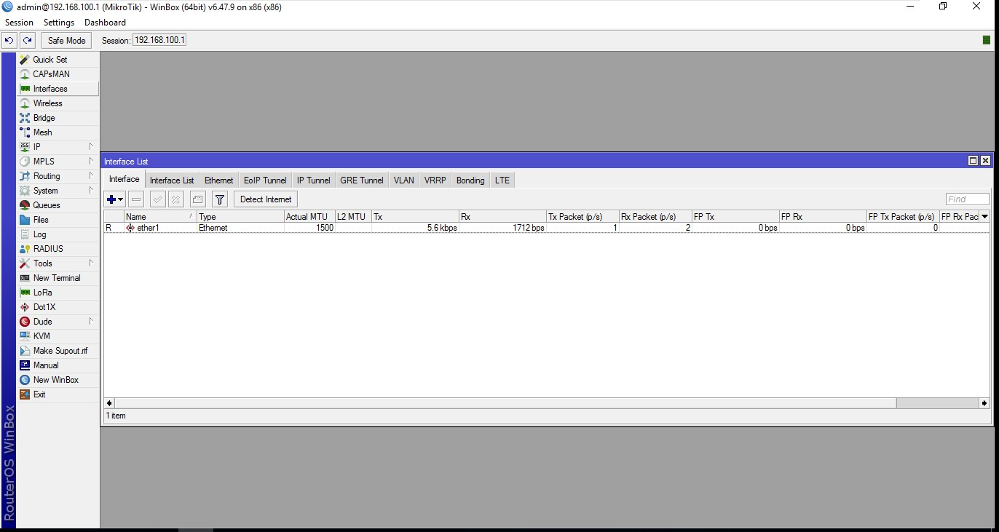 admin@192.168.100.1 (MikroTik) - WinBox (64bit) v6.47.9 on x86 (x86)
Session Settings Dashboard
Safe Mode Session: 192.168.100.1
Quick Set
CAPsMAN
Interfaces
Wireless
Bridge
Mesh
IP
MPLS
Routing
System
Queues
Files
Log
RADIUS
Tools
New Terminal
LoRa
Dot1X
Dude
KVM
Make Supout.rif
Manual
New WinBox
Exit
RouterOS WinBox
Interface List
Interface Interface List Ethernet EoIP Tunnel IP Tunnel GRE Tunnel VLAN VRRP Bonding LTE
Detect Internet Find
Name Type Actual MTU L2 MTU Tx Rx Tx Packet (p/s) Rx Packet (p/s) FP Tx FP Rx FP Tx Packet (p/s) FP Rx Pac
R ether1 Ethernet 1500 5.6 kbps 1712 bps 1 2 0 bps 0 bps 0
1 item